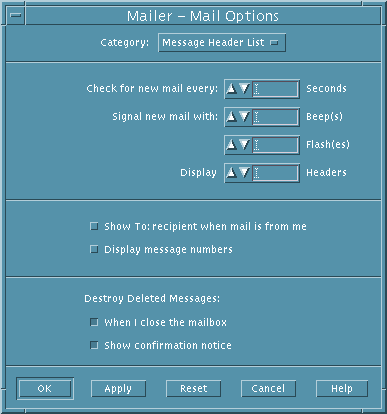 Mailer – Mail Options
Category: Message Header List
Check for new mail every: Seconds
Signal new mail with: Beep(s)
Flash(es)
Display Headers
Show To: recipient when mail is from me
Display message numbers
Destroy Deleted Messages:
When I close the mailbox
Show confirmation notice
OK Apply Reset Cancel Help